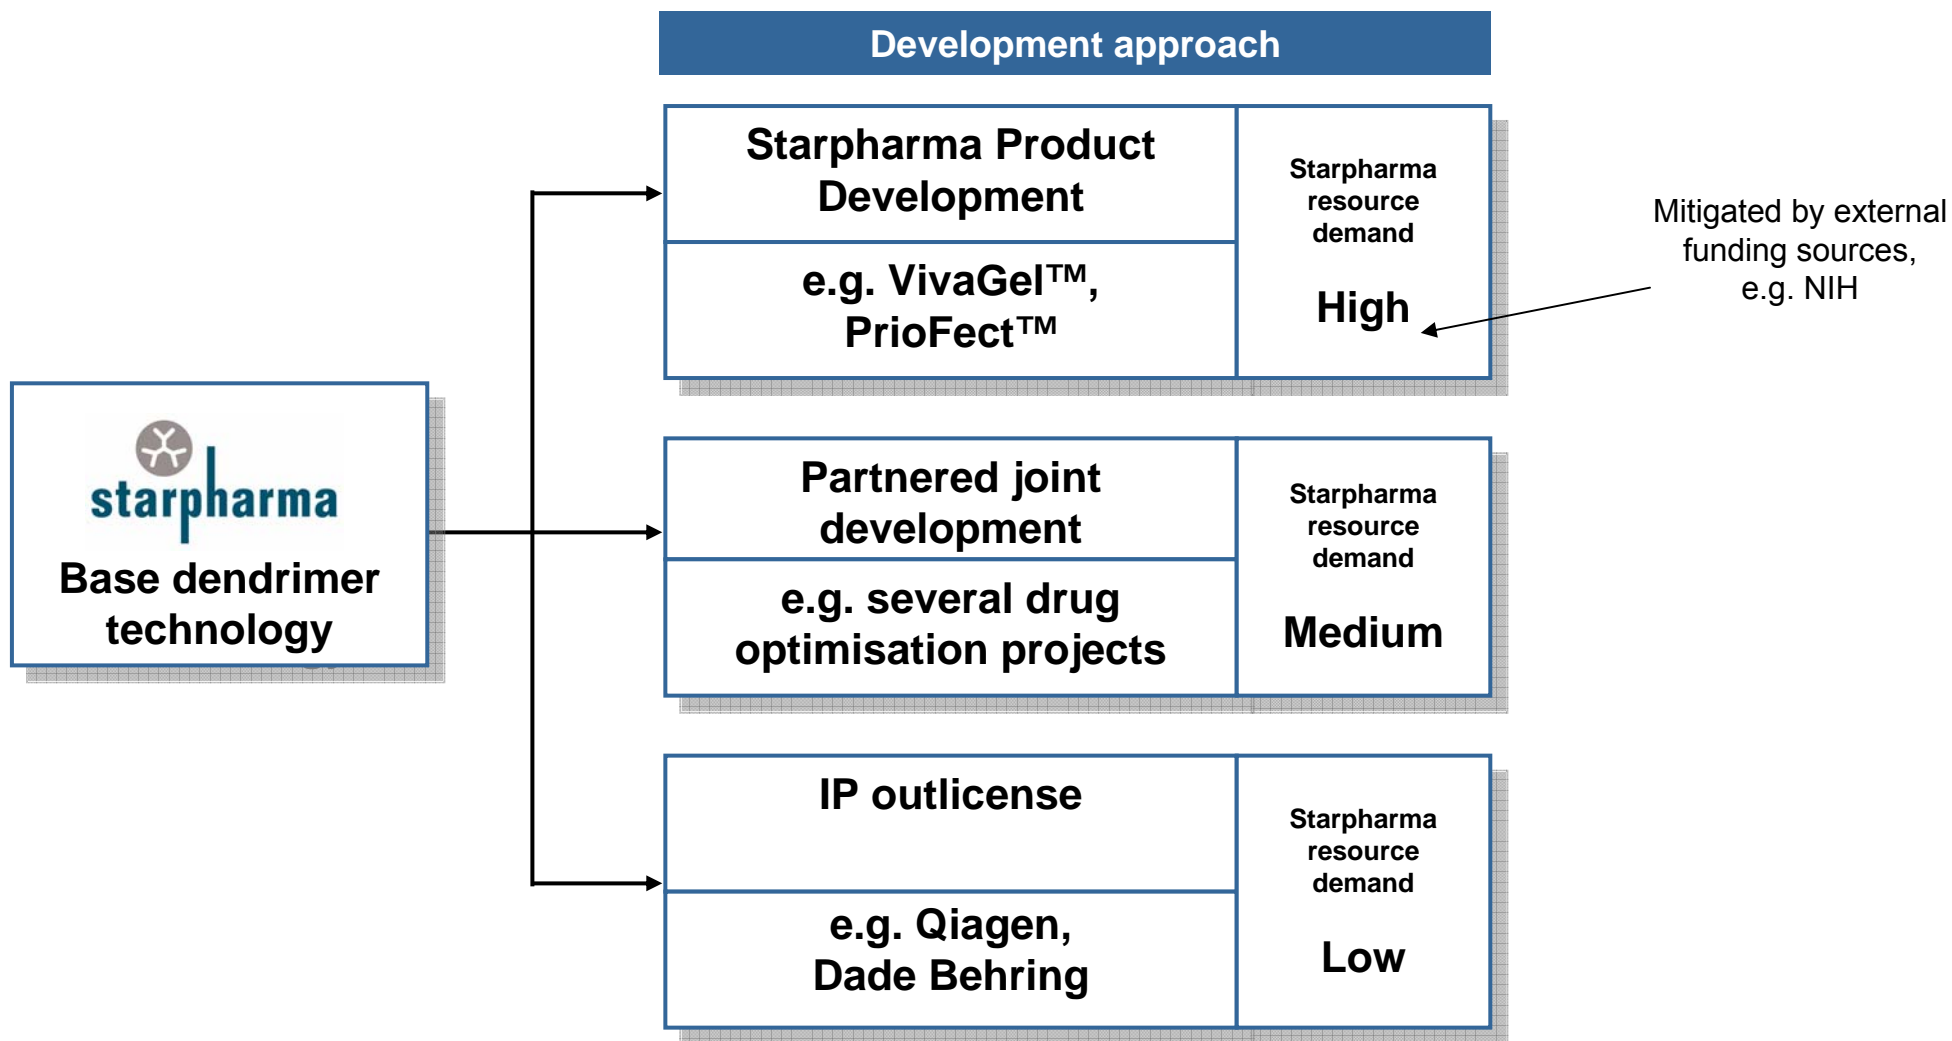 Development approach
Starpharma Product
Development
e.g. VivaGel™,
PrioFect™
Starpharma
resource
demand
High
Mitigated by external
funding sources,
e.g. NIH
starpharma
Base dendrimer
technology
Partnered joint
development
e.g. several drug
optimisation projects
Starpharma
resource
demand
Medium
IP outlicense
e.g. Qiagen,
Dade Behring
Starpharma
resource
demand
Low